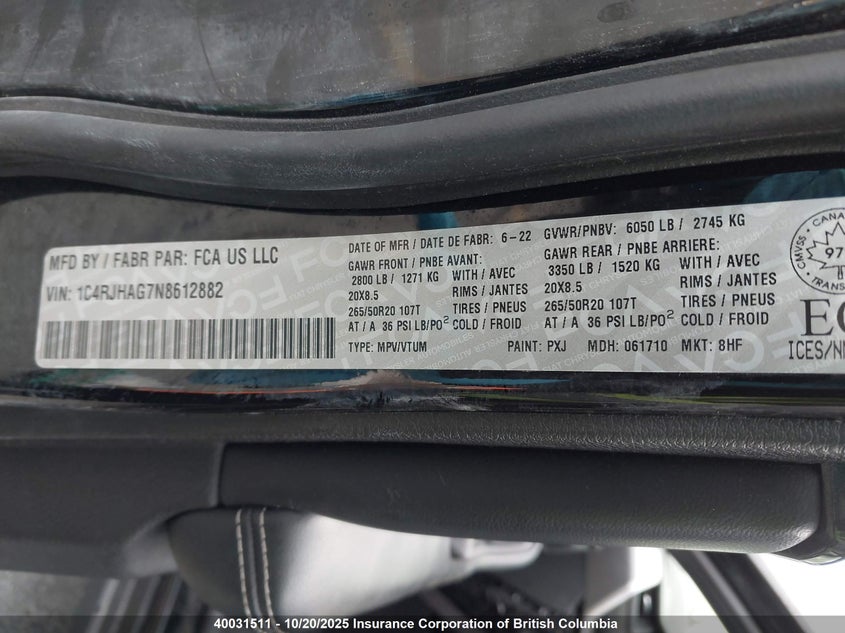 MFD BY / FABR PAR: FCA US LLC
VIN: 1C4RJHAG7N8612882
DATE OF MFR / DATE DE FABR: 6-22 GVWR/PNBV: 6050 LB / 2745 KG
GAWR FRONT / PNBE AVANT: GAWR REAR / PNBE ARRIERE:
2800 LB / 1271 KG WITH / AVEC 3350 LB / 1520 KG WITH / AVEC
20X8.5 RIMS / JANTES 20X8.5 RIMS / JANTES
265/50R20 107T TIRES / PNEUS 265/50R20 107T TIRES / PNEUS
AT / A 36 PSI LB/PO² COLD / FROID AT / A 36 PSI LB/PO² COLD / FROID
TYPE: MPV/VTUM PAINT: PXJ MDH: 061710 MKT: 8HF
CMVSS
40031511 - 10/20/2025 Insurance Corporation of British Columbia